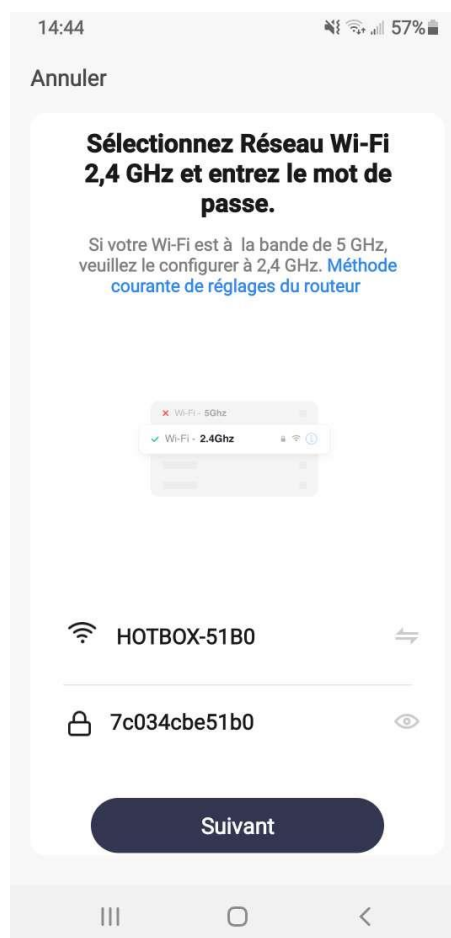 14:44 57%
Annuler
Sélectionnez Réseau Wi-Fi
2,4 GHz et entrez le mot de
passe.
Si votre Wi-Fi est à la bande de 5 GHz,
veuillez le configurer à 2,4 GHz. Méthode
courante de réglages du routeur
Wi-Fi - 5Ghz
Wi-Fi - 2.4Ghz
HOTBOX-51B0
7c034cbe51b0
Suivant